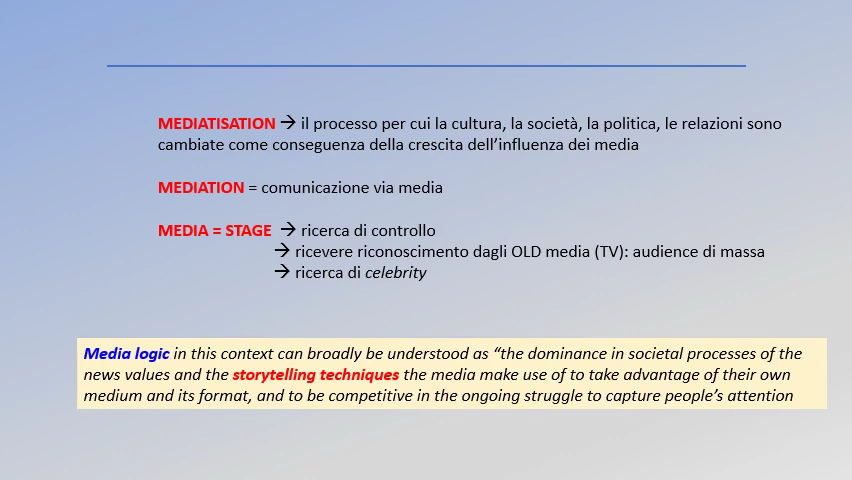 MEDIATISATION → il processo per cui la cultura, la società, la politica, le relazioni sono
cambiate come conseguenza della crescita dell’influenza dei media
MEDIATION = comunicazione via media
MEDIA = STAGE → ricerca di controllo
→ ricevere riconoscimento dagli OLD media (TV): audience di massa
→ ricerca di celebrity
Media logic in this context can broadly be understood as “the dominance in societal processes of the
news values and the storytelling techniques the media make use of to take advantage of their own
medium and its format, and to be competitive in the ongoing struggle to capture people’s attention